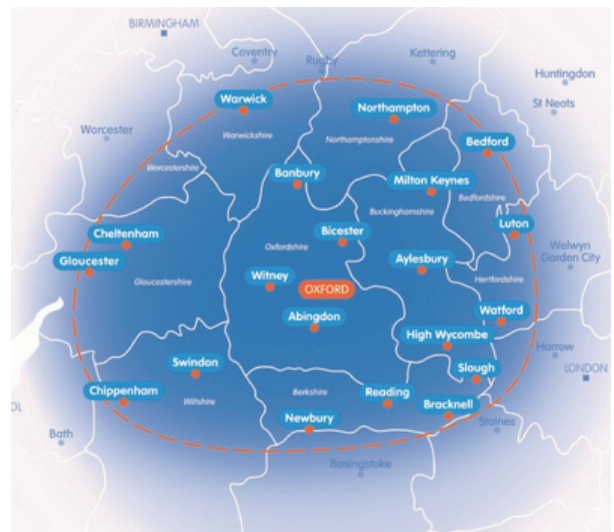 BIRMINGHAM
Coventry
Rugby
Kettering
Huntingdon
St Neots
Warwick
Northampton
Worcester
Warwickshire
Northamptonshire
Bedford
Worcestershire
Banbury
Milton Keynes
Bedfordshire
Buckinghamshire
Luton
Cheltenham
Bicester
Oxfordshire
Welwyn
Garden City
Gloucester
Aylesbury
Gloucestershire
Witney
OXFORD
Hertfordshire
Abingdon
Watford
High Wycombe
Harrow
Swindon
Slough
LONDON
Chippenham
Wiltshire
Berkshire
Reading
Bracknell
OL
Newbury
Staines
Bath
Basingstoke